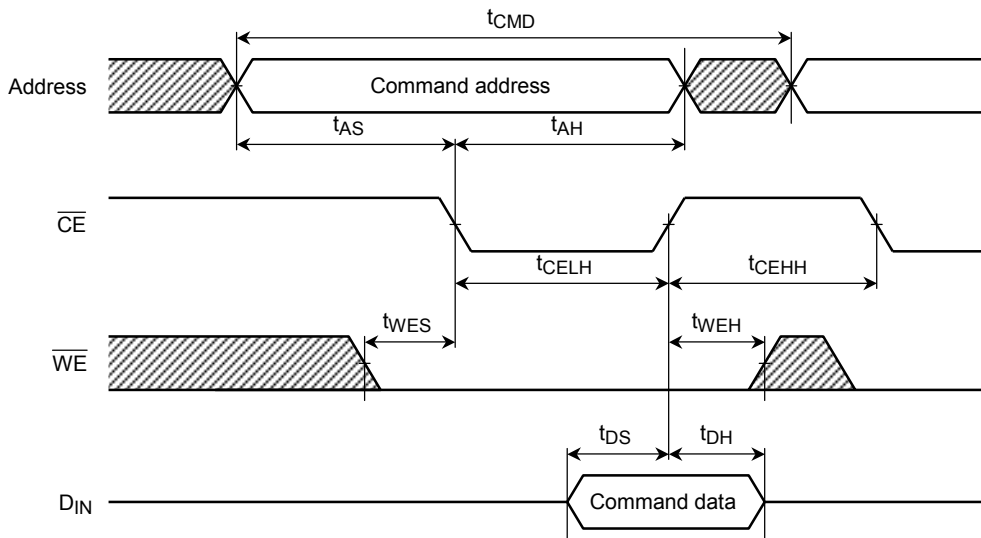 tCMD
Address
Command address
tAS
tAH
CE
tCELH
tCEHH
tWES
tWEH
WE
tDS
tDH
DIN
Command data